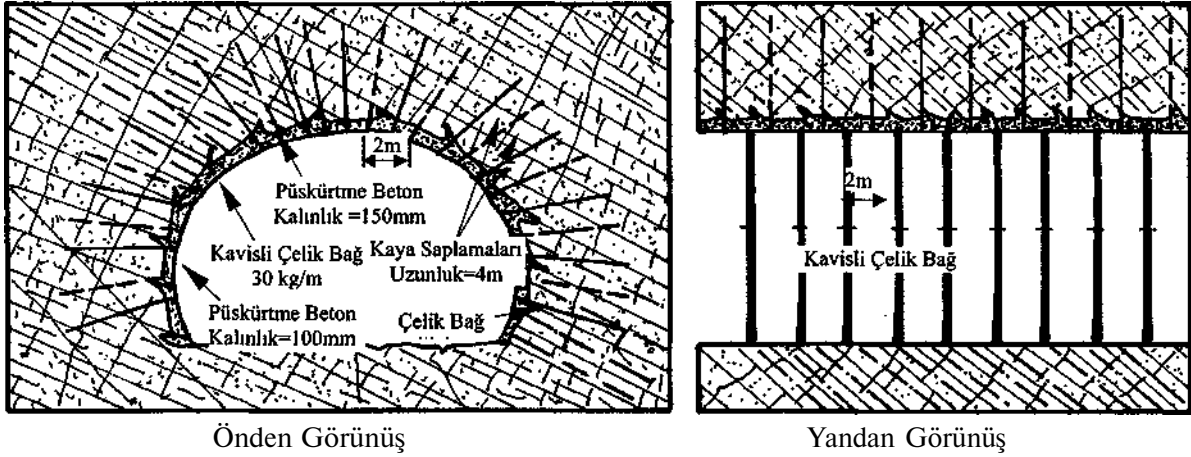 2m
Püskürtme Beton
Kalınlık =150mm
Kavisli Çelik Bağ
30 kg/m
Kaya Saplamaları
Uzunluk=4m
Püskürtme Beton
Kalınlık=100mm
Çelik Bağ
Önden Görünüş
2m
Kavisli Çelik Bağ
Yandan Görünüş